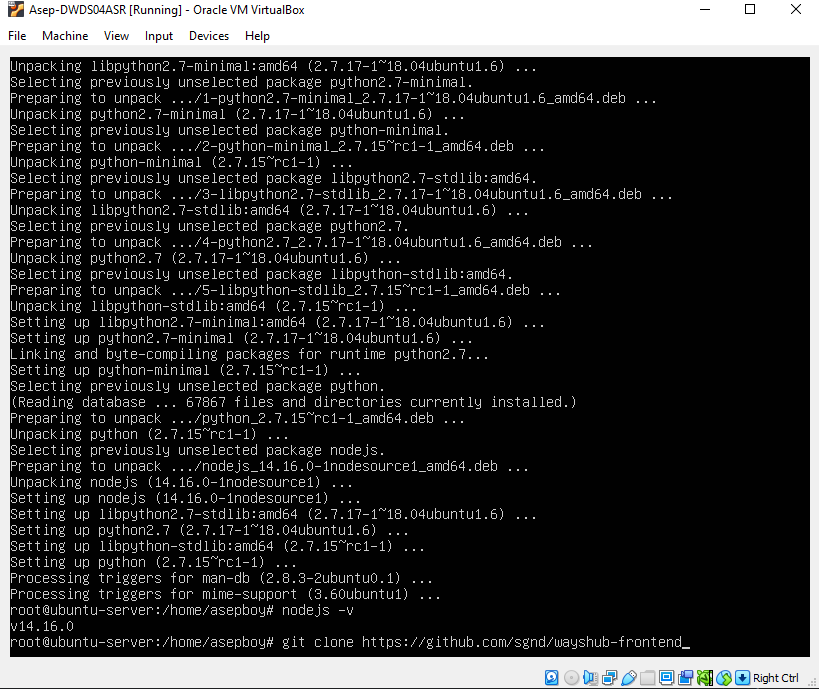 Asep-DWDS04ASR [Running] - Oracle VM VirtualBox
File Machine View Input Devices Help
Unpacking libpython2.7-minimal:amd64 (2.7.17-1~18.04ubuntu1.6) ...
Selecting previously unselected package python2.7-minimal.
Preparing to unpack .../1-python2.7-minimal_2.7.17-1~18.04ubuntu1.6_amd64.deb ...
Unpacking python2.7-minimal (2.7.17-1~18.04ubuntu1.6) ...
Selecting previously unselected package python-minimal.
Preparing to unpack .../2-python-minimal_2.7.15~rc1-1_amd64.deb ...
Unpacking python-minimal (2.7.15~rc1-1) ...
Selecting previously unselected package libpython2.7-stdlib:amd64.
Preparing to unpack .../3-libpython2.7-stdlib_2.7.17-1~18.04ubuntu1.6_amd64.deb ...
Unpacking libpython2.7-stdlib:amd64 (2.7.17-1~18.04ubuntu1.6) ...
Selecting previously unselected package python2.7.
Preparing to unpack .../4-python2.7_2.7.17-1~18.04ubuntu1.6_amd64.deb ...
Unpacking python2.7 (2.7.17-1~18.04ubuntu1.6) ...
Selecting previously unselected package libpython-stdlib:amd64.
Preparing to unpack .../5-libpython-stdlib_2.7.15~rc1-1_amd64.deb ...
Unpacking libpython-stdlib:amd64 (2.7.15~rc1-1) ...
Setting up libpython2.7-minimal:amd64 (2.7.17-1~18.04ubuntu1.6) ...
Setting up python2.7-minimal (2.7.17-1~18.04ubuntu1.6) ...
Linking and byte-compiling packages for runtime python2.7...
Setting up python-minimal (2.7.15~rc1-1) ...
Selecting previously unselected package python.
(Reading database ... 67867 files and directories currently installed.)
Preparing to unpack .../python_2.7.15~rc1-1_amd64.deb ...
Unpacking python (2.7.15~rc1-1) ...
Selecting previously unselected package nodejs.
Preparing to unpack .../nodejs_14.16.0-1nodesource1_amd64.deb ...
Unpacking nodejs (14.16.0-1nodesource1) ...
Setting up nodejs (14.16.0-1nodesource1) ...
Setting up libpython2.7-stdlib:amd64 (2.7.17-1~18.04ubuntu1.6) ...
Setting up python2.7 (2.7.17-1~18.04ubuntu1.6) ...
Setting up libpython-stdlib:amd64 (2.7.15~rc1-1) ...
Setting up python (2.7.15~rc1-1) ...
Processing triggers for man-db (2.8.3-2ubuntu0.1) ...
Processing triggers for mime-support (3.60ubuntu1) ...
root@ubuntu-server:/home/asepboy# nodejs -v
v14.16.0
root@ubuntu-server:/home/asepboy# git clone https://github.com/sgnd/wayshub-frontend_
Right Ctrl